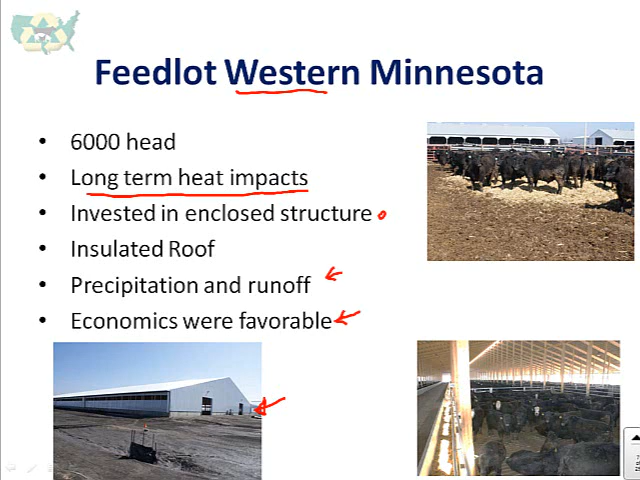 Feedlot Western Minnesota
• 6000 head
• Long term heat impacts
• Invested in enclosed structure
• Insulated Roof
• Precipitation and runoff
• Economics were favorable